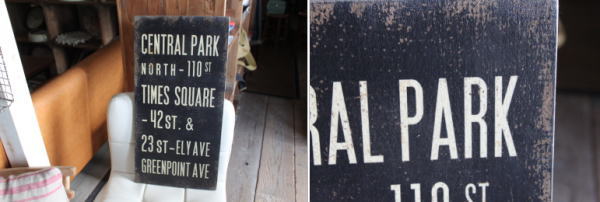 CENTRAL PARK
NORTH - 110 ST
TIMES SQUARE
- 42 ST. &
23 ST - ELY AVE
GREENPOINT AVE
RAL PARK
110 ST